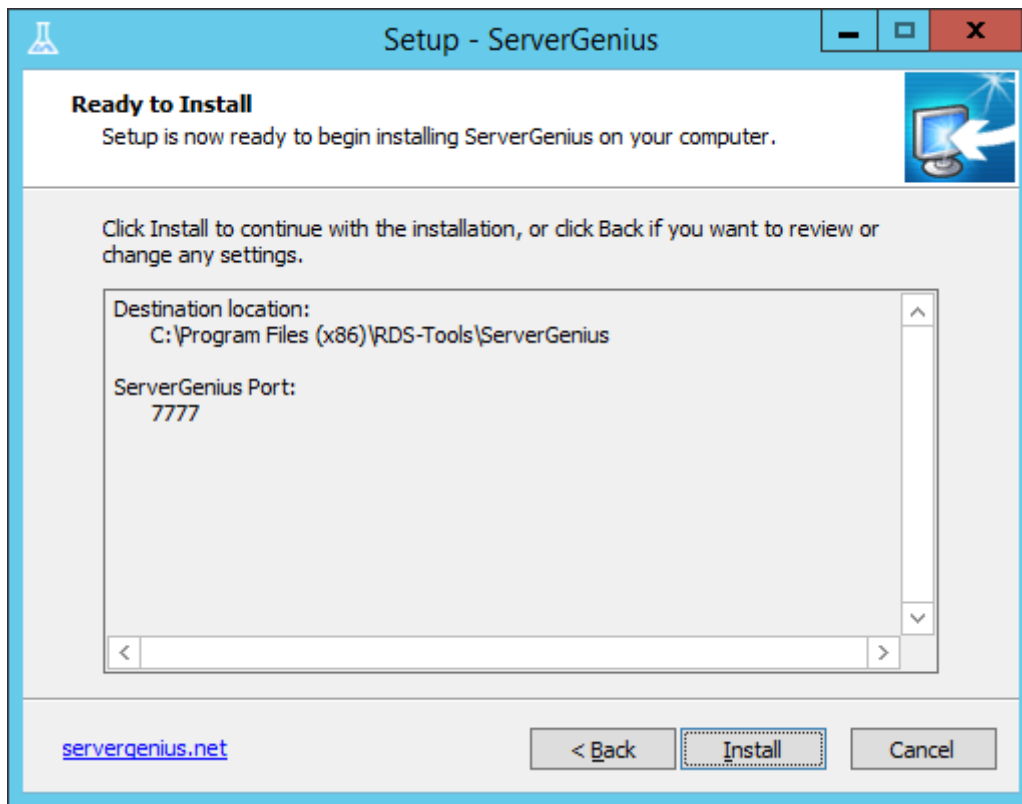 Setup - ServerGenius
Ready to Install
Setup is now ready to begin installing ServerGenius on your computer.
Click Install to continue with the installation, or click Back if you want to review or
change any settings.
Destination location:
C:\Program Files (x86)\RDS-Tools\ServerGenius
ServerGenius Port:
7777
servergenius.net
< Back
Install
Cancel